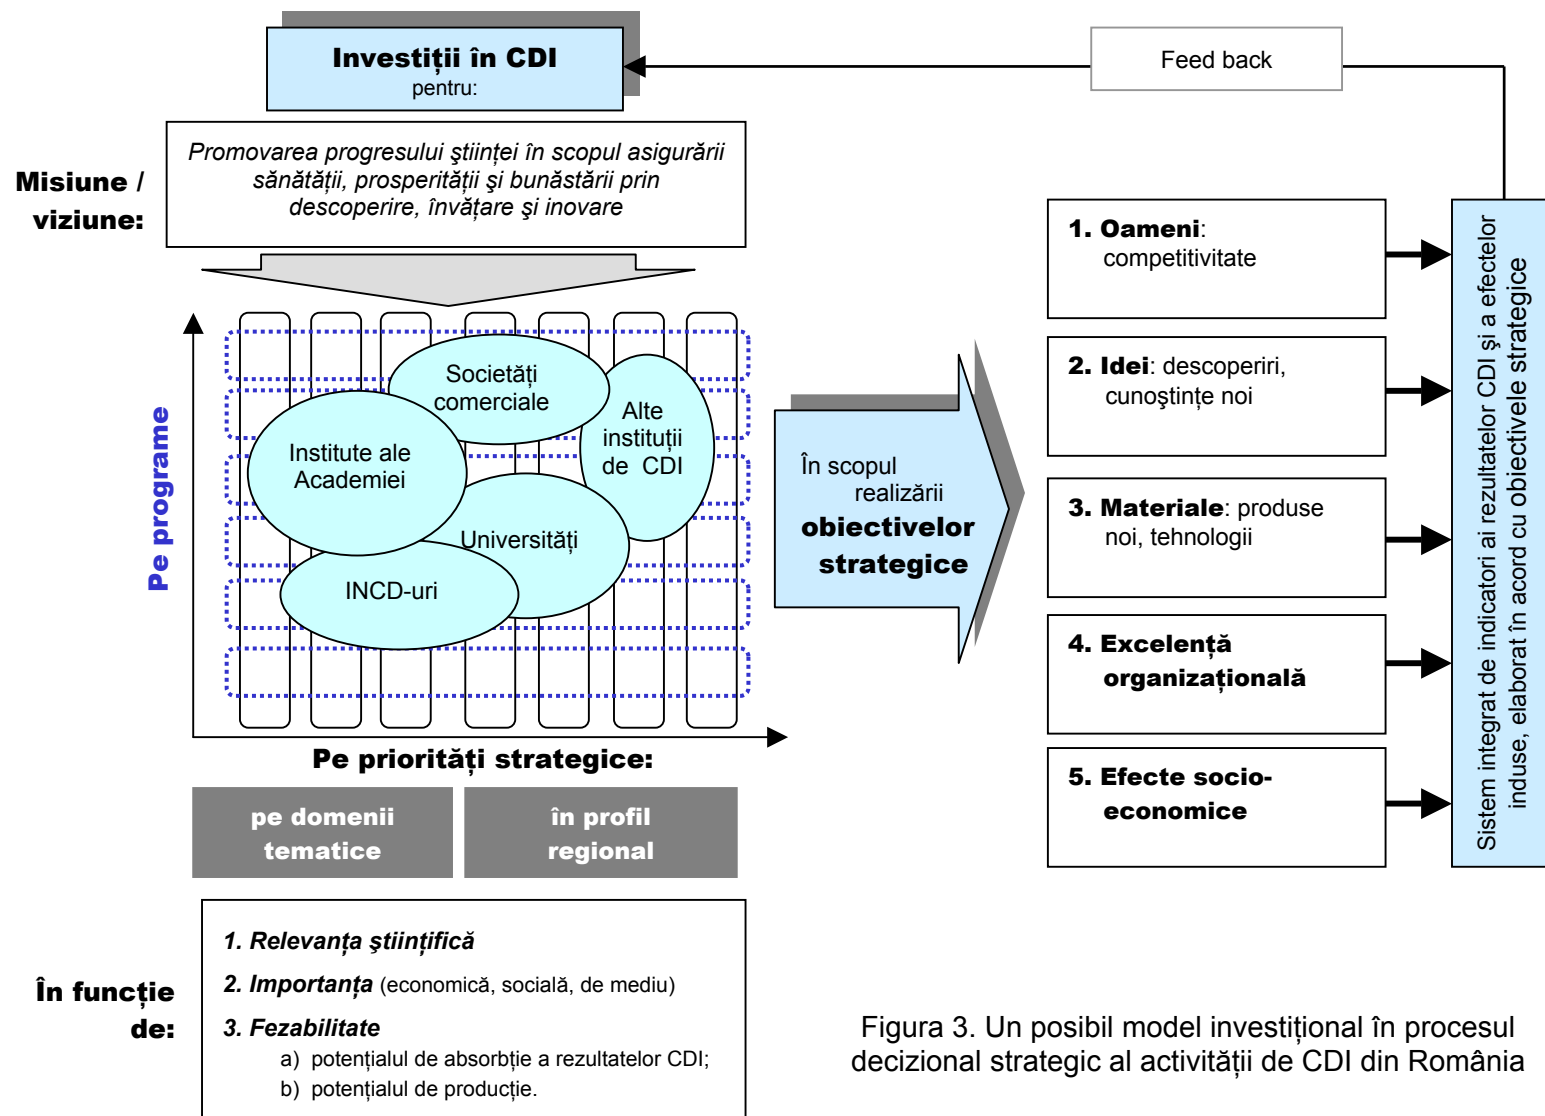 Investiții în CDI
pentru:
Feed back
Misiune /
viziune:
Promovarea progresului ştiinței în scopul asigurării
sănătății, prosperității şi bunăstării prin
descoperire, învățare şi inovare
Pe programe
Societăți
comerciale
Alte
instituții
de CDI
Institute ale
Academiei
Universități
INCD-uri
Pe priorități strategice:
pe domenii
tematice
în profil
regional
În funcție
de:
1. Relevanța ştiințifică
2. Importanța (economică, socială, de mediu)
3. Fezabilitate
a) potențialul de absorbție a rezultatelor CDI;
b) potențialul de producție.
În scopul
realizării
obiectivelor
strategice
1. Oameni:
competitivitate
2. Idei: descoperiri,
cunoştințe noi
3. Materiale: produse
noi, tehnologii
4. Excelență
organizațională
5. Efecte socio-
economice
Sistem integrat de indicatori ai rezultatelor CDI şi a efectelor
induse, elaborat în acord cu obiectivele strategice
Figura 3. Un posibil model investițional în procesul
decizional strategic al activității de CDI din România